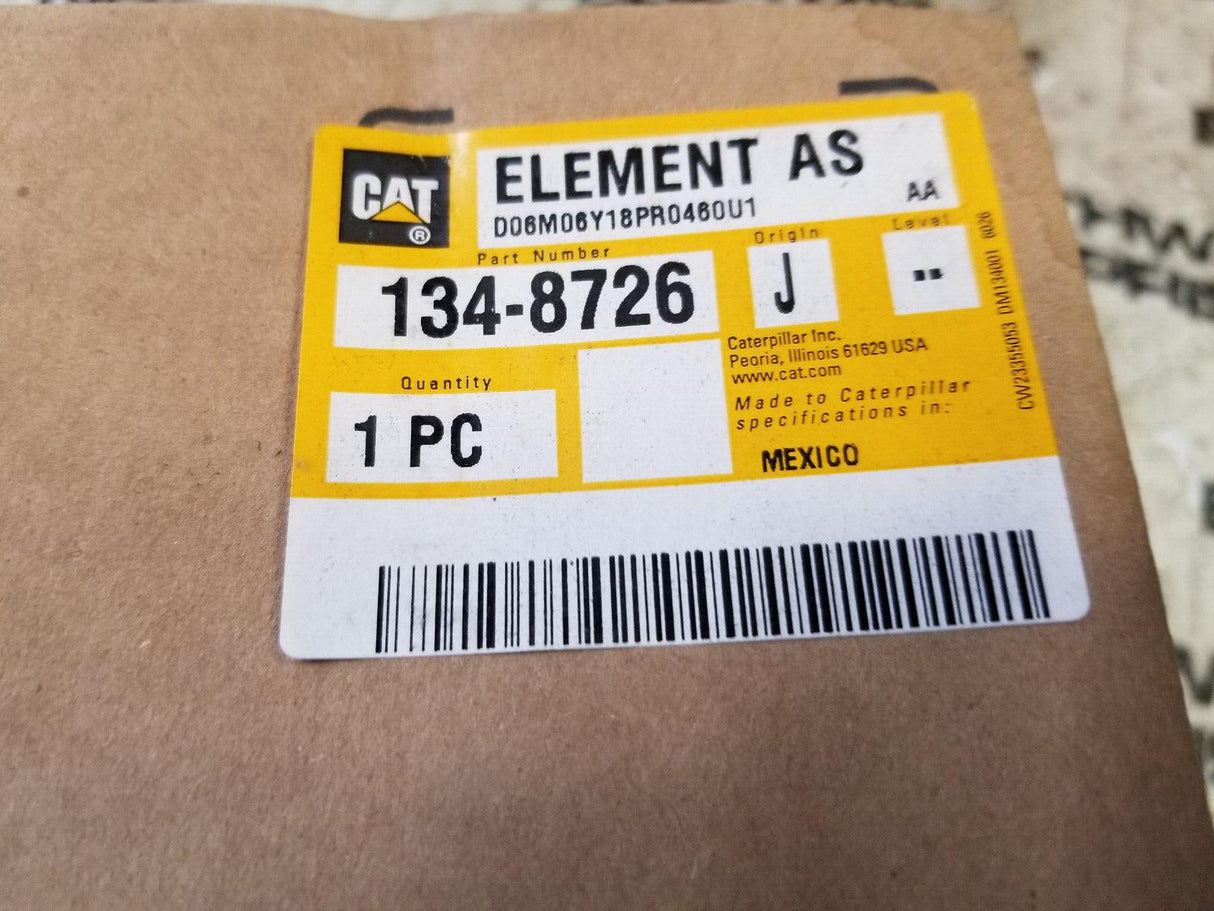 CAT
®
ELEMENT AS
D06M06Y18PR0460U1
AA
Part Number
134-8726
Origin
J
Level
--
Quantity
1 PC
Caterpillar Inc.
Peoria, Illinois 61629 USA
www.cat.com
Made to Caterpillar
specifications in:
MEXICO
CW23355053 DM134001 6026